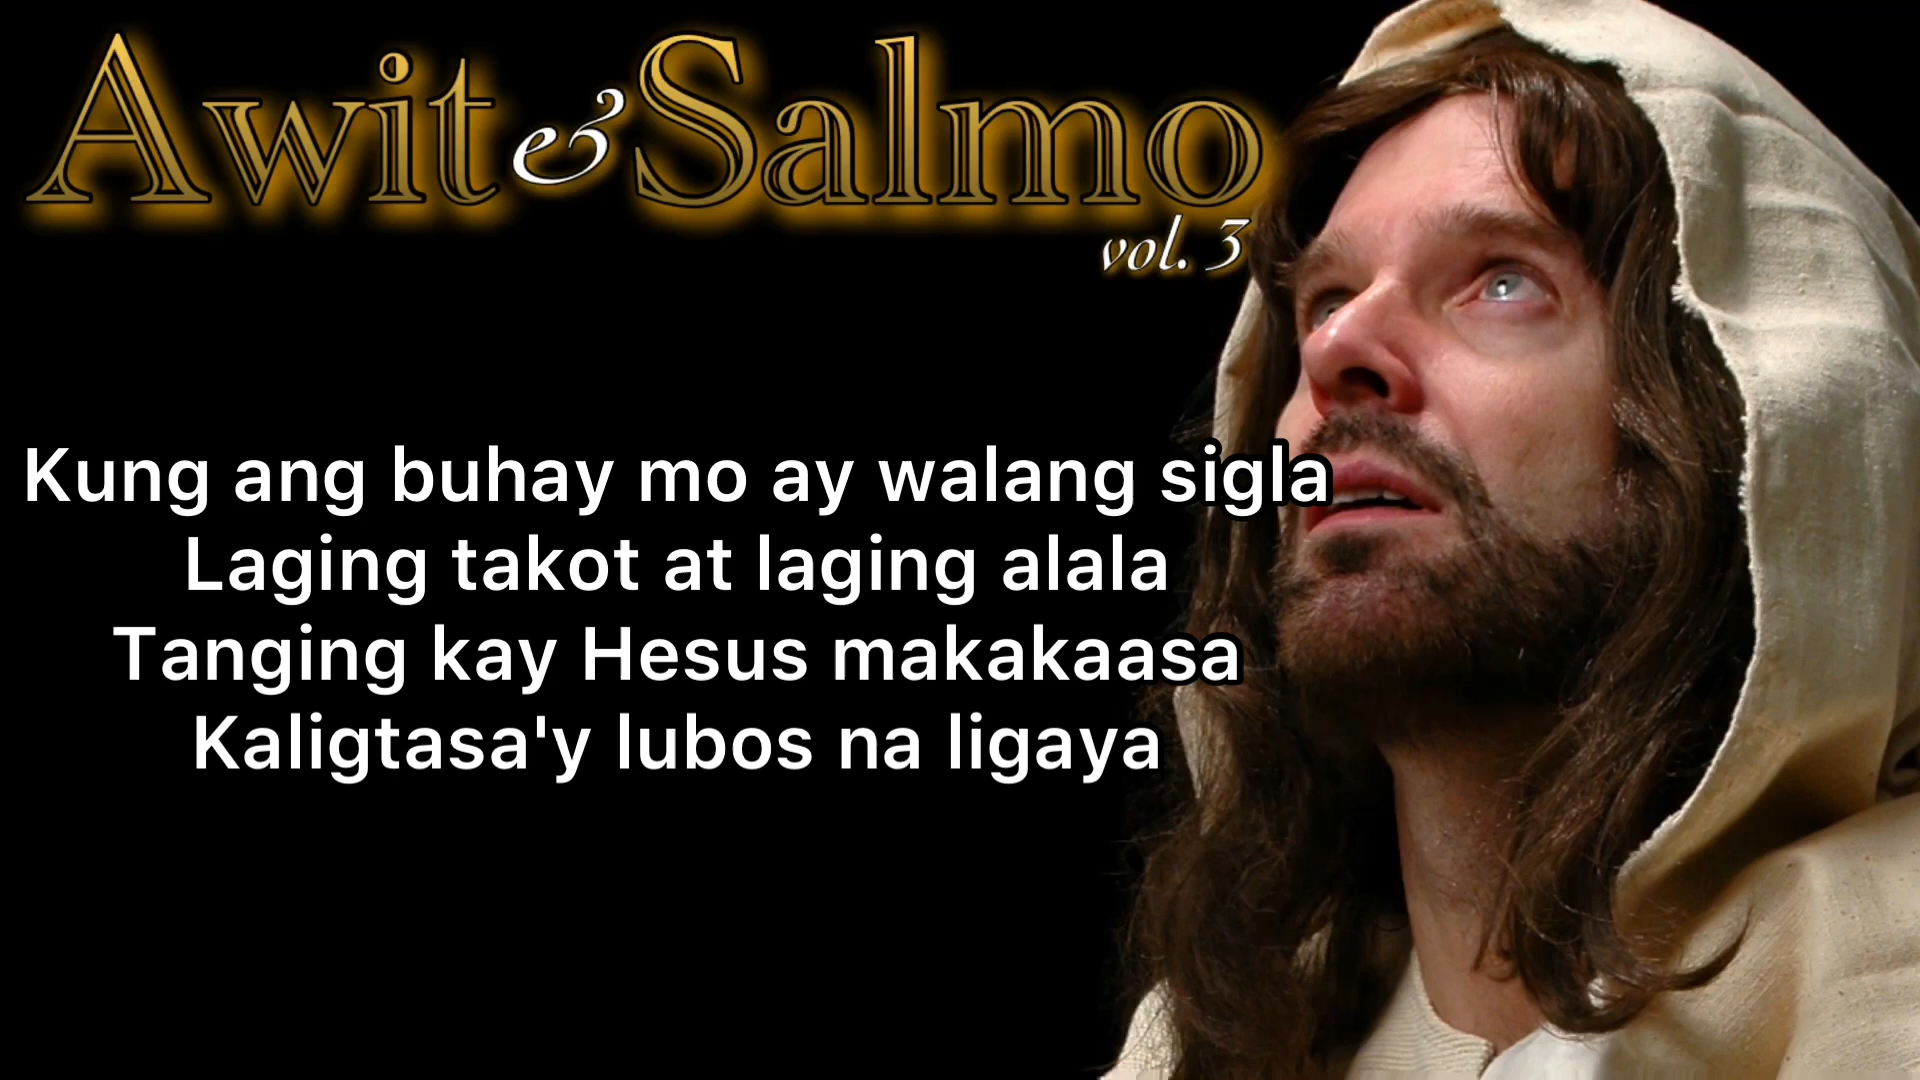 Awit & Salmo
vol. 3
Kung ang buhay mo ay walang sigla
Laging takot at laging alala
Tanging kay Hesus makakaasa
Kaligtasa'y lubos na ligaya